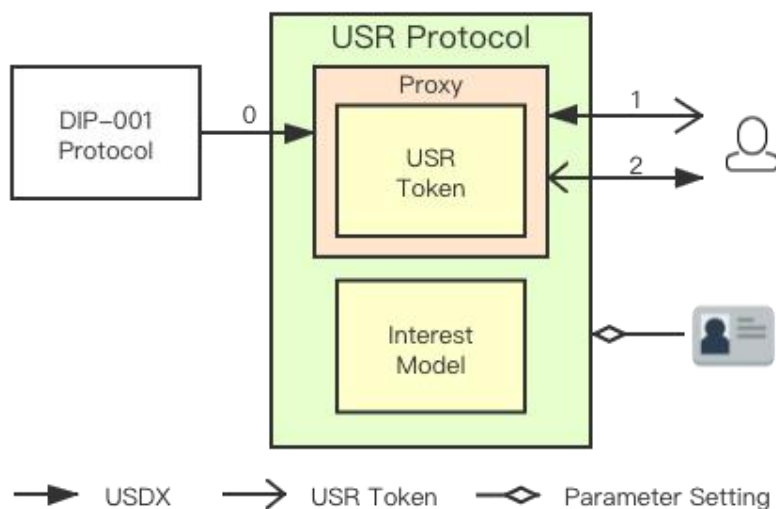 USR Protocol
Proxy
DIP-001
Protocol
0
USR
Token
1
2
Interest
Model
USDX
USR Token
Parameter Setting